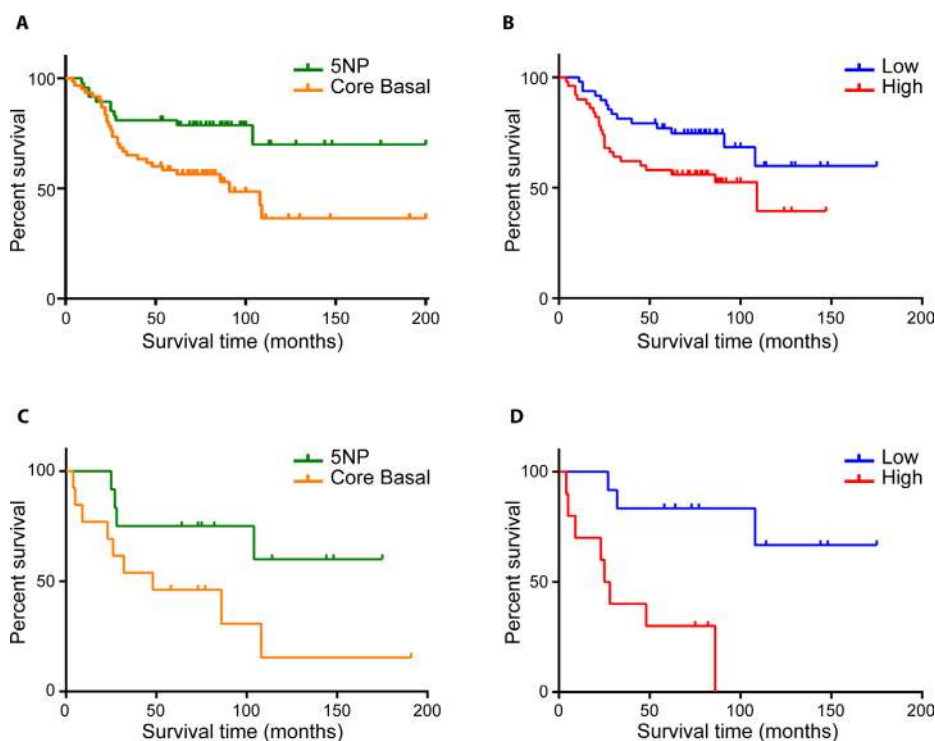 A
5NP
Core Basal
Percent survival
100
50
0
0 50 100 150 200
Survival time (months)
B
Low
High
Percent survival
100
50
0
0 50 100 150 200
Survival time (months)
C
5NP
Core Basal
Percent survival
100
50
0
0 50 100 150 200
Survival time (months)
D
Low
High
Percent survival
100
50
0
0 50 100 150 200
Survival time (months)